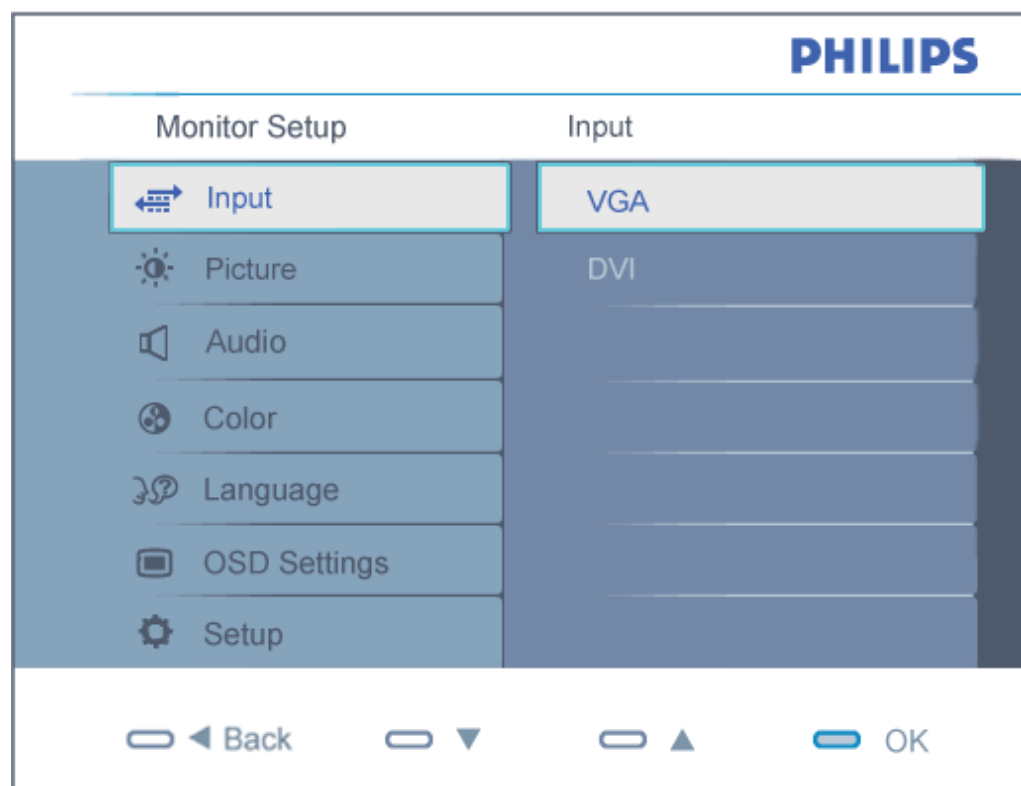 PHILIPS
Monitor Setup
Input
Input
VGA
Picture
DVI
Audio
Color
Language
OSD Settings
Setup
Back
OK